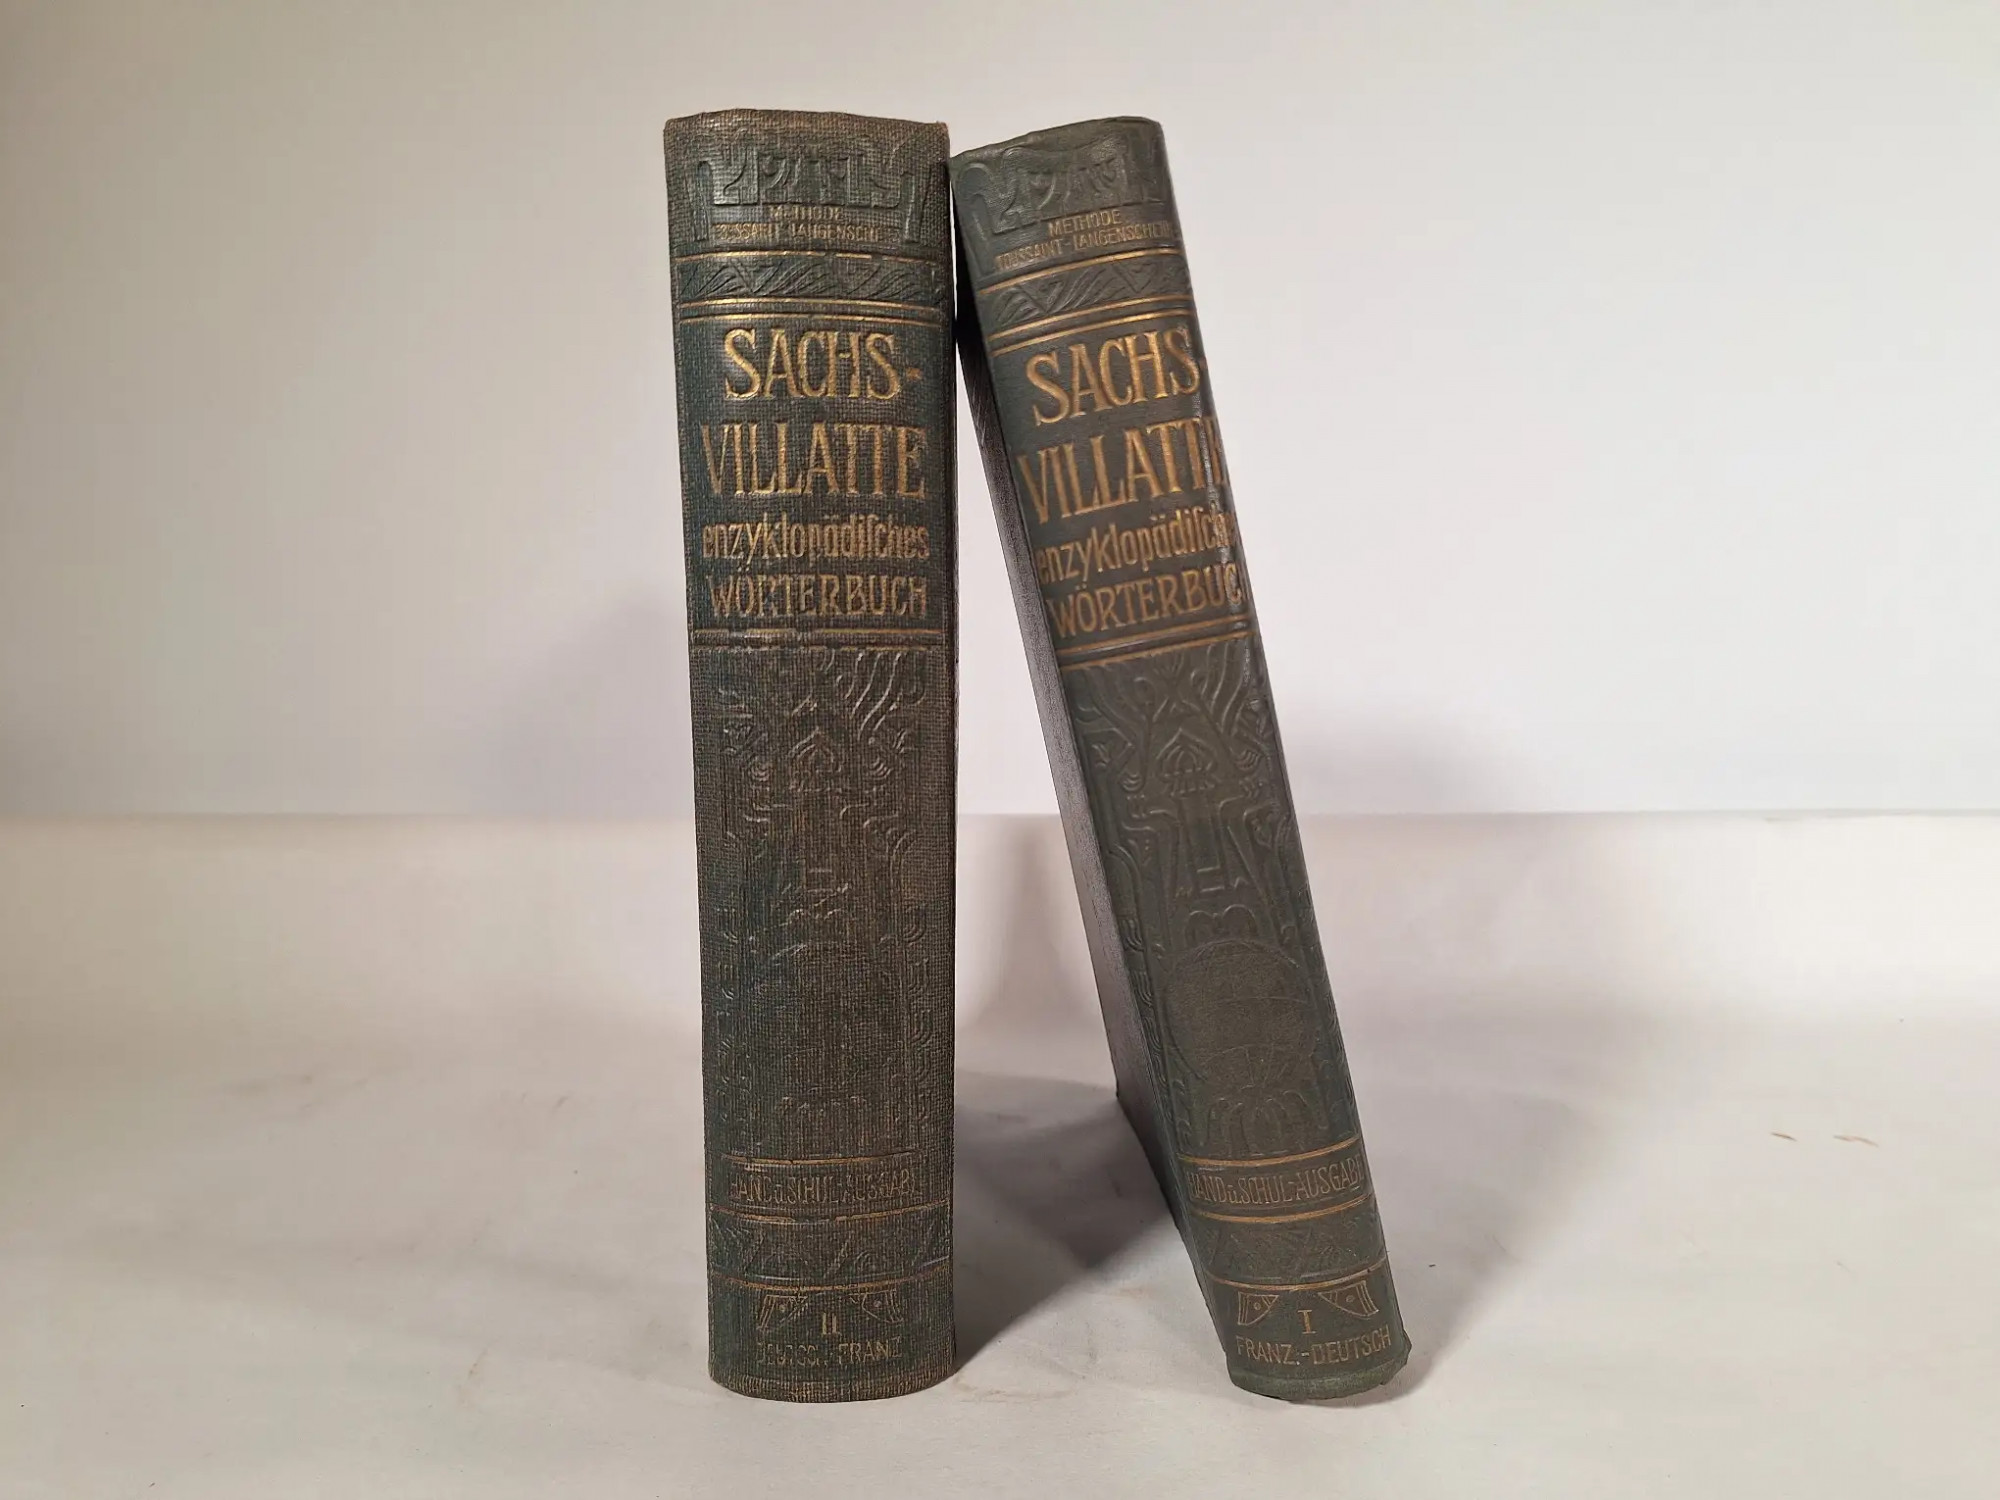 METHODE
TOUSSAINT-LANGENSCHEIDT
SACHS-
VILLATTE
enzyklopädiſches
WÖRTERBUCH
HAND u. SCHUL-AUSGABE
II
DEUTSCH-FRANZ.
METHODE
TOUSSAINT-LANGENSCHEIDT
SACHS-
VILLATTE
enzyklopädiſches
WÖRTERBUCH
HAND u. SCHUL-AUSGABE
I
FRANZ.-DEUTSCH